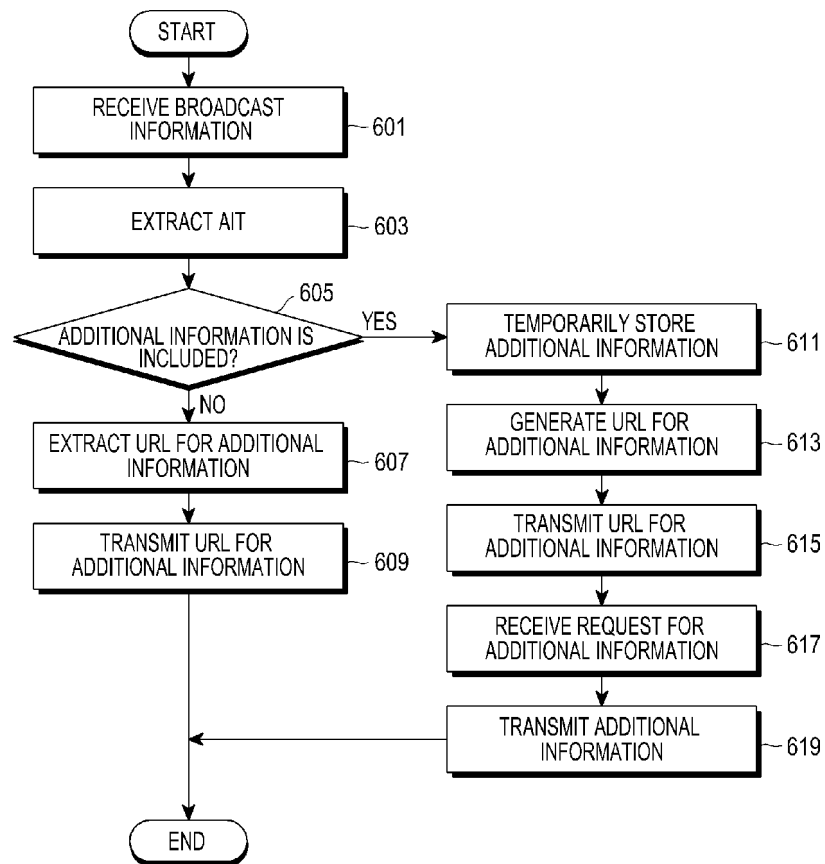 START
RECEIVE BROADCAST
INFORMATION
601
EXTRACT AIT
603
605
ADDITIONAL INFORMATION IS
INCLUDED?
YES
NO
EXTRACT URL FOR ADDITIONAL
INFORMATION
607
TRANSMIT URL FOR
ADDITIONAL INFORMATION
609
TEMPORARILY STORE
ADDITIONAL INFORMATION
611
GENERATE URL FOR
ADDITIONAL INFORMATION
613
TRANSMIT URL FOR
ADDITIONAL INFORMATION
615
RECEIVE REQUEST FOR
ADDITIONAL INFORMATION
617
TRANSMIT ADDITIONAL
INFORMATION
619
END